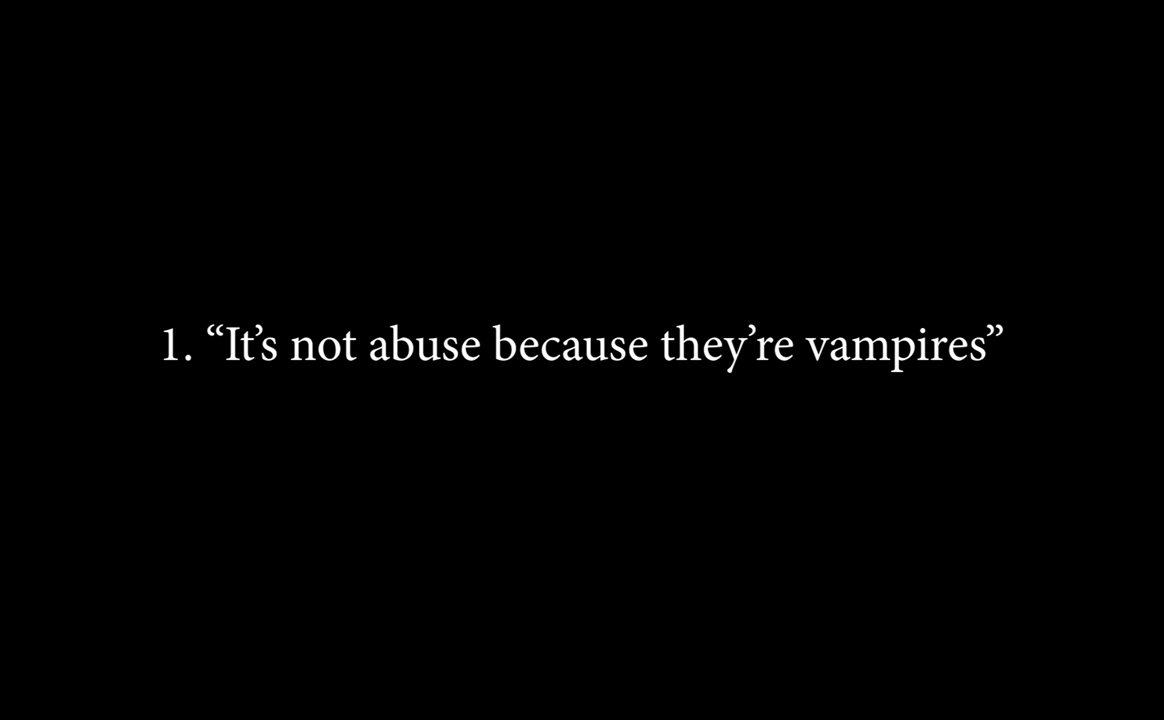 1. “It’s not abuse because they’re vampires”